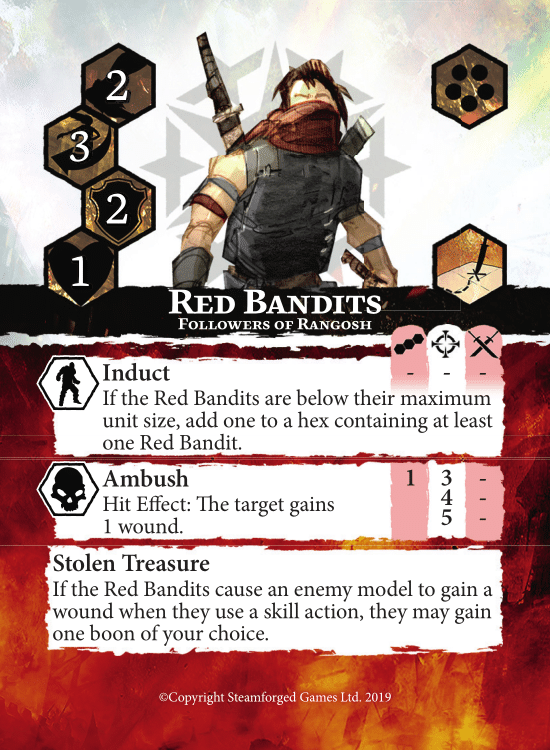 2
3
2
1
Red Bandits
Followers of Rangosh
Induct
- - -
If the Red Bandits are below their maximum
unit size, add one to a hex containing at least
one Red Bandit.
Ambush
1 3 -
Hit Effect: The target gains
4 -
1 wound.
5 -
Stolen Treasure
If the Red Bandits cause an enemy model to gain a
wound when they use a skill action, they may gain
one boon of your choice.
©Copyright Steamforged Games Ltd. 2019